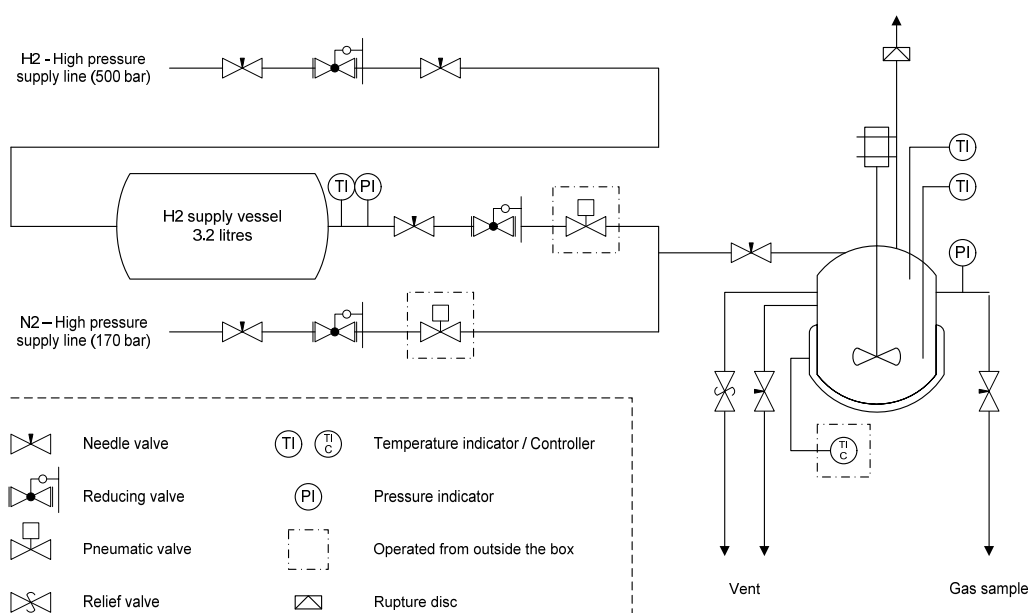 H2 - High pressure
supply line (500 bar)
TI
TI
TI PI
H2 supply vessel
3.2 litres
PI
N2 – High pressure
supply line (170 bar)
TI
C
Needle valve
TI
TI
C
Temperature indicator / Controller
Reducing valve
PI
Pressure indicator
Pneumatic valve
Operated from outside the box
Relief valve
Rupture disc
Vent
Gas sample